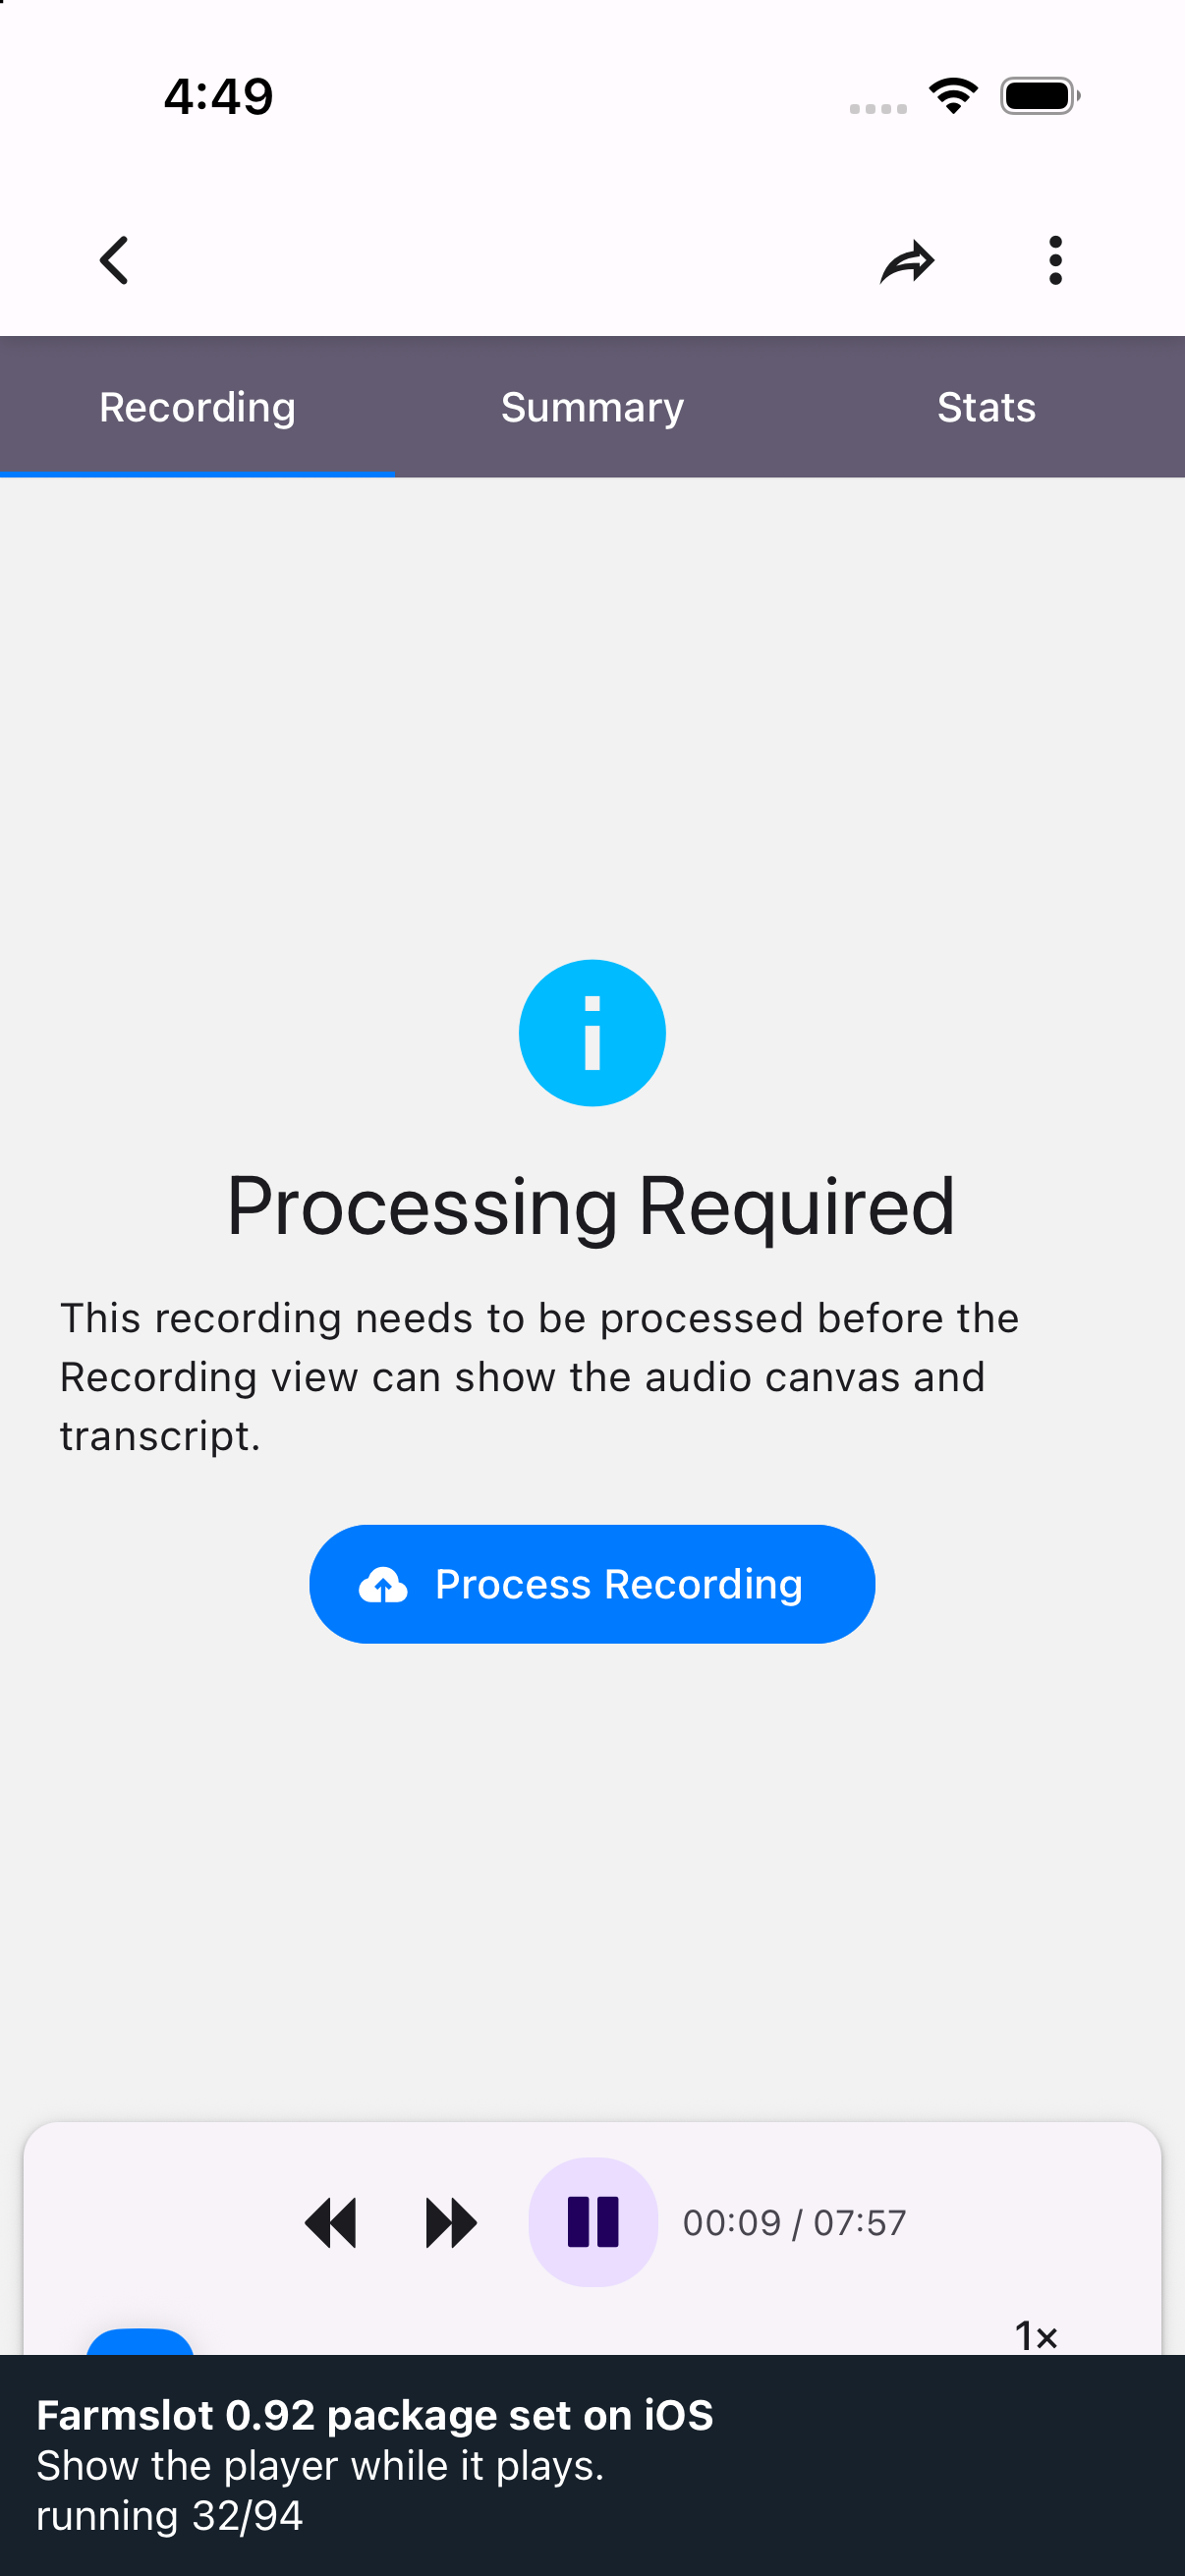 4:49
Recording
Summary
Stats
Processing Required
This recording needs to be processed before the
Recording view can show the audio canvas and
transcript.
Process Recording
00:09 / 07:57
1×
Farmslot 0.92 package set on iOS
Show the player while it plays.
running 32/94